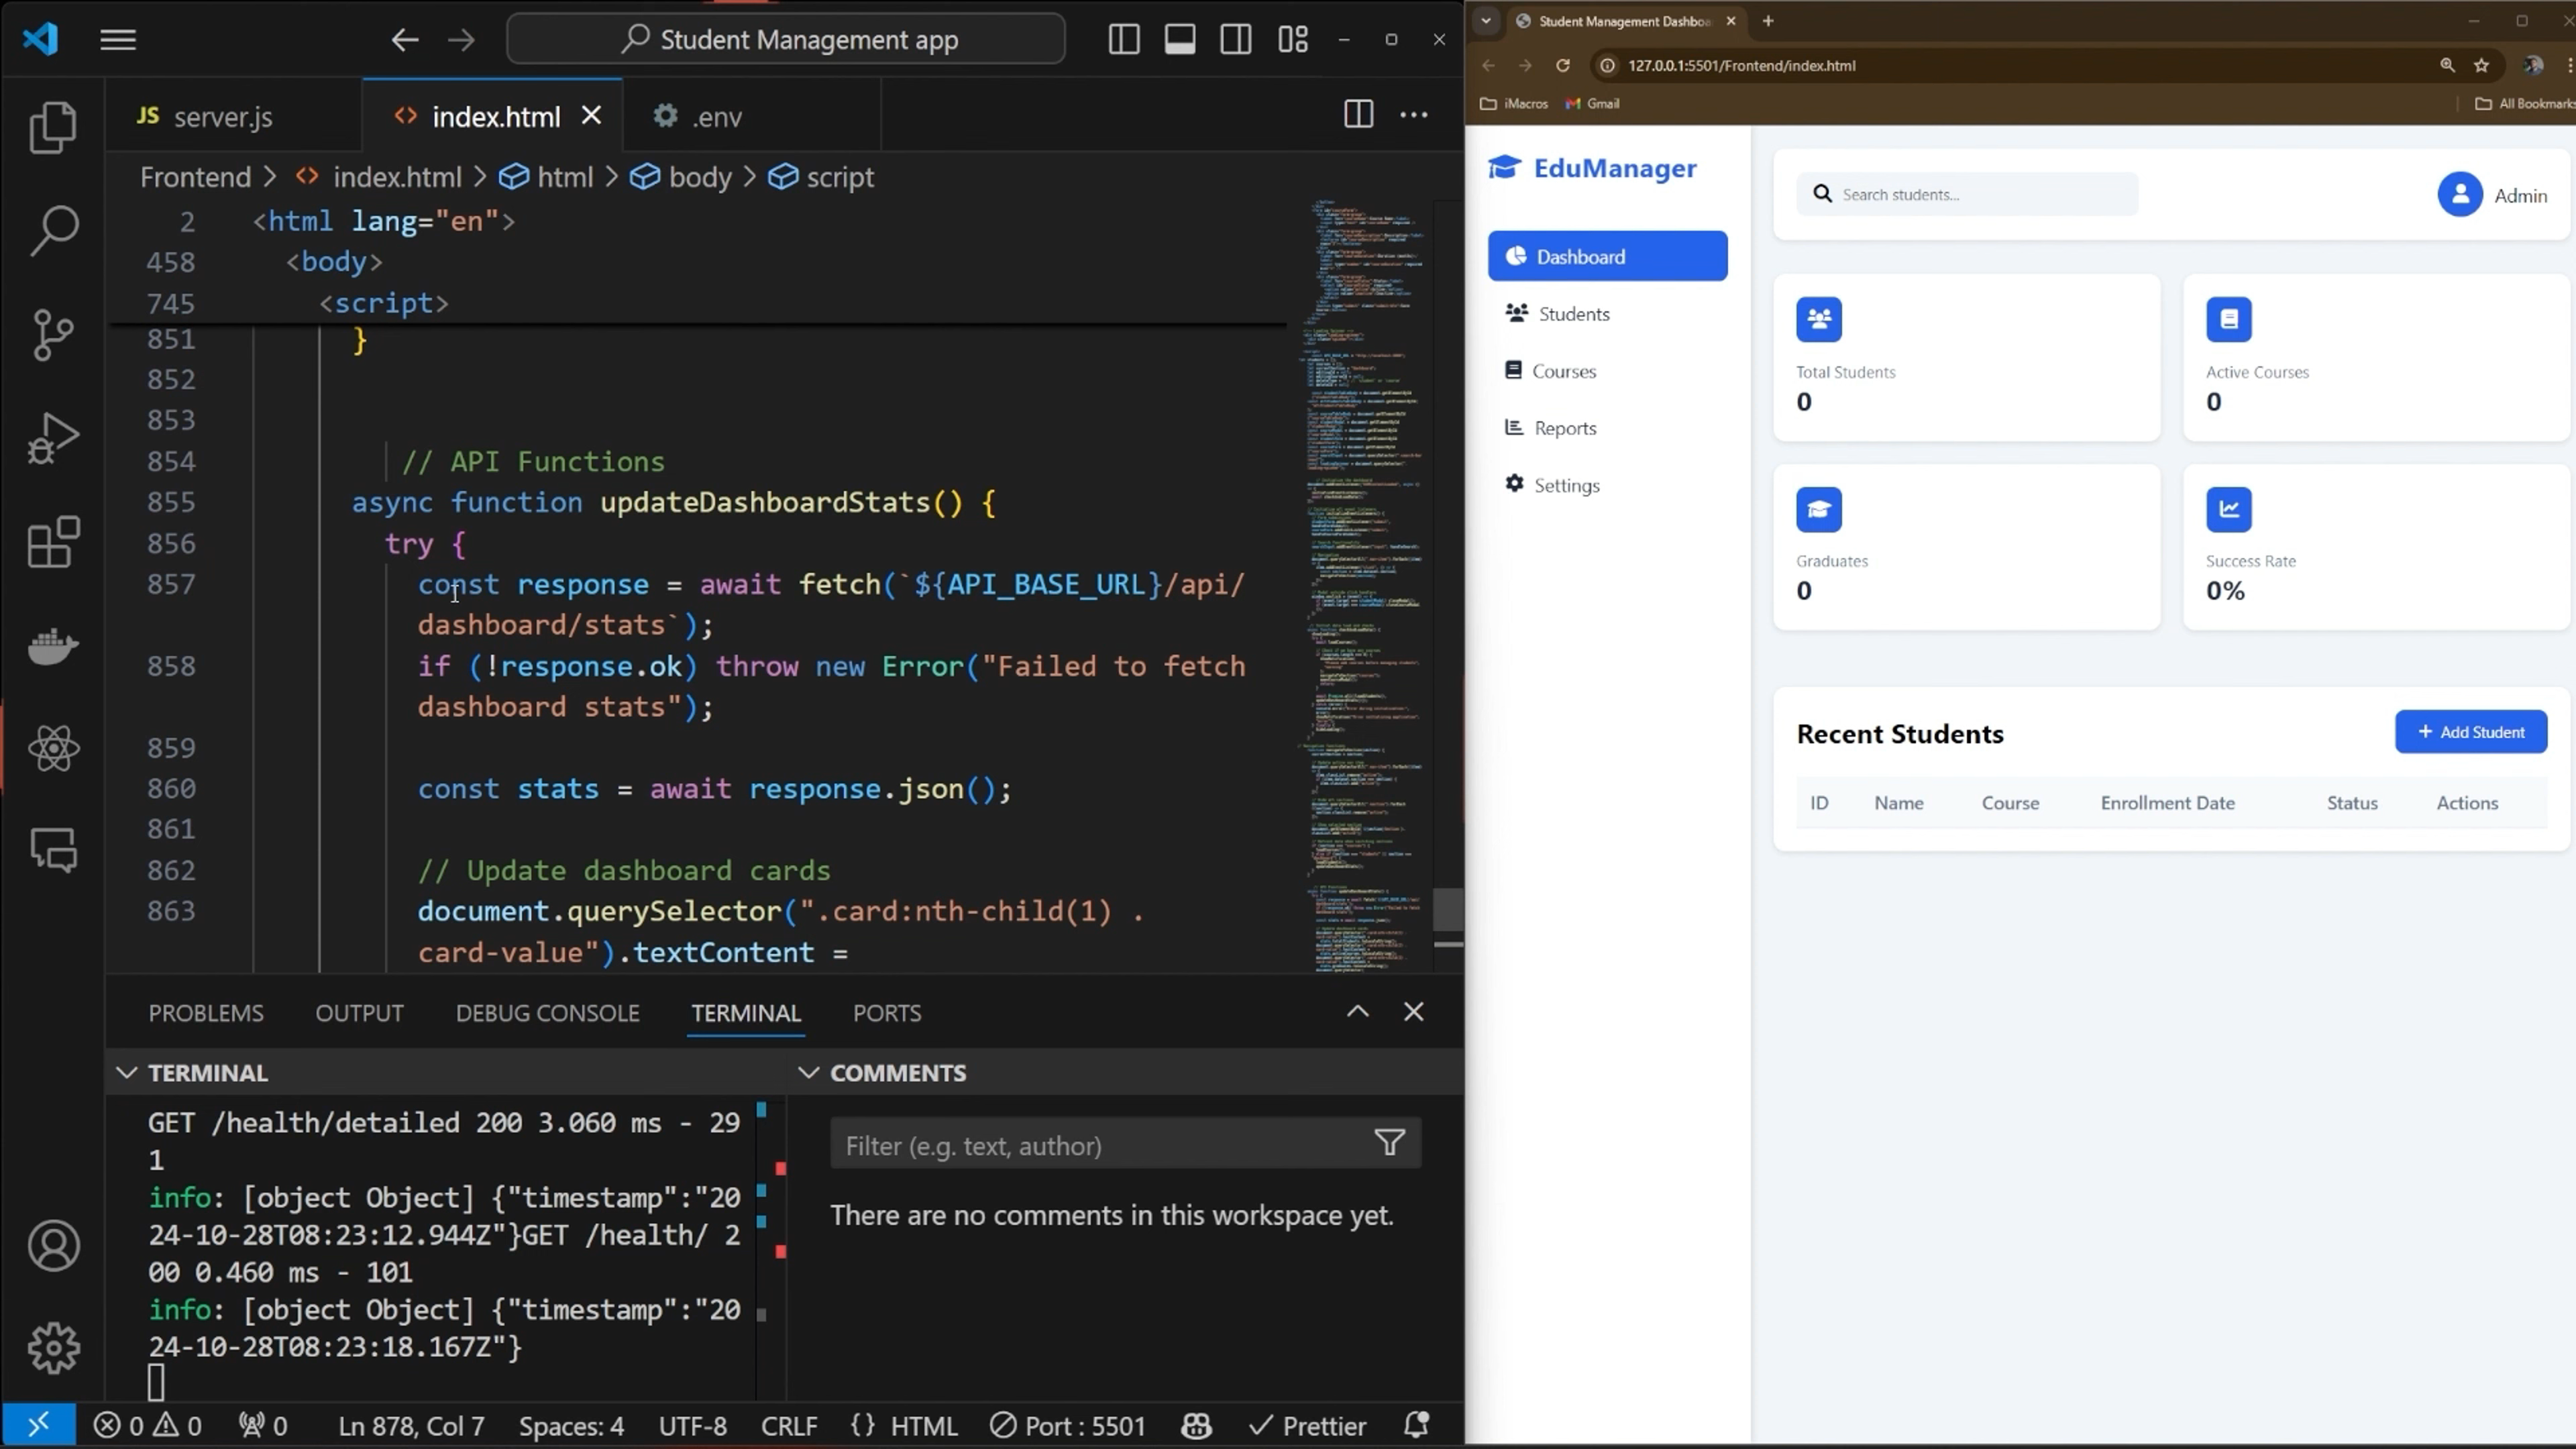 Student Management app
JS server.js
index.html
.env
Frontend > index.html > html > body > script
2 <html lang="en">
458 <body>
745 <script>
851 }
852
853
854 // API Functions
855 async function updateDashboardStats() {
856 try {
857 const response = await fetch(`${API_BASE_URL}/api/
dashboard/stats`);
858 if (!response.ok) throw new Error("Failed to fetch
dashboard stats");
859
860 const stats = await response.json();
861
862 // Update dashboard cards
863 document.querySelector(".card:nth-child(1) .
card-value").textContent =
PROBLEMS OUTPUT DEBUG CONSOLE TERMINAL PORTS
TERMINAL
GET /health/detailed 200 3.060 ms - 29
1
info: [object Object] {"timestamp":"20
24-10-28T08:23:12.944Z"}GET /health/ 2
00 0.460 ms - 101
info: [object Object] {"timestamp":"20
24-10-28T08:23:18.167Z"}
COMMENTS
Filter (e.g. text, author)
There are no comments in this workspace yet.
0 0 0 Ln 878, Col 7 Spaces: 4 UTF-8 CRLF {} HTML Port : 5501 Prettier
Student Management Dashboa
127.0.0.1:5501/Frontend/index.html
iMacros Gmail All Bookmarks
EduManager
Dashboard
Students
Courses
Reports
Settings
Search students...
Admin
Total Students
0
Active Courses
0
Graduates
0
Success Rate
0%
Recent Students
+ Add Student
ID Name Course Enrollment Date Status Actions